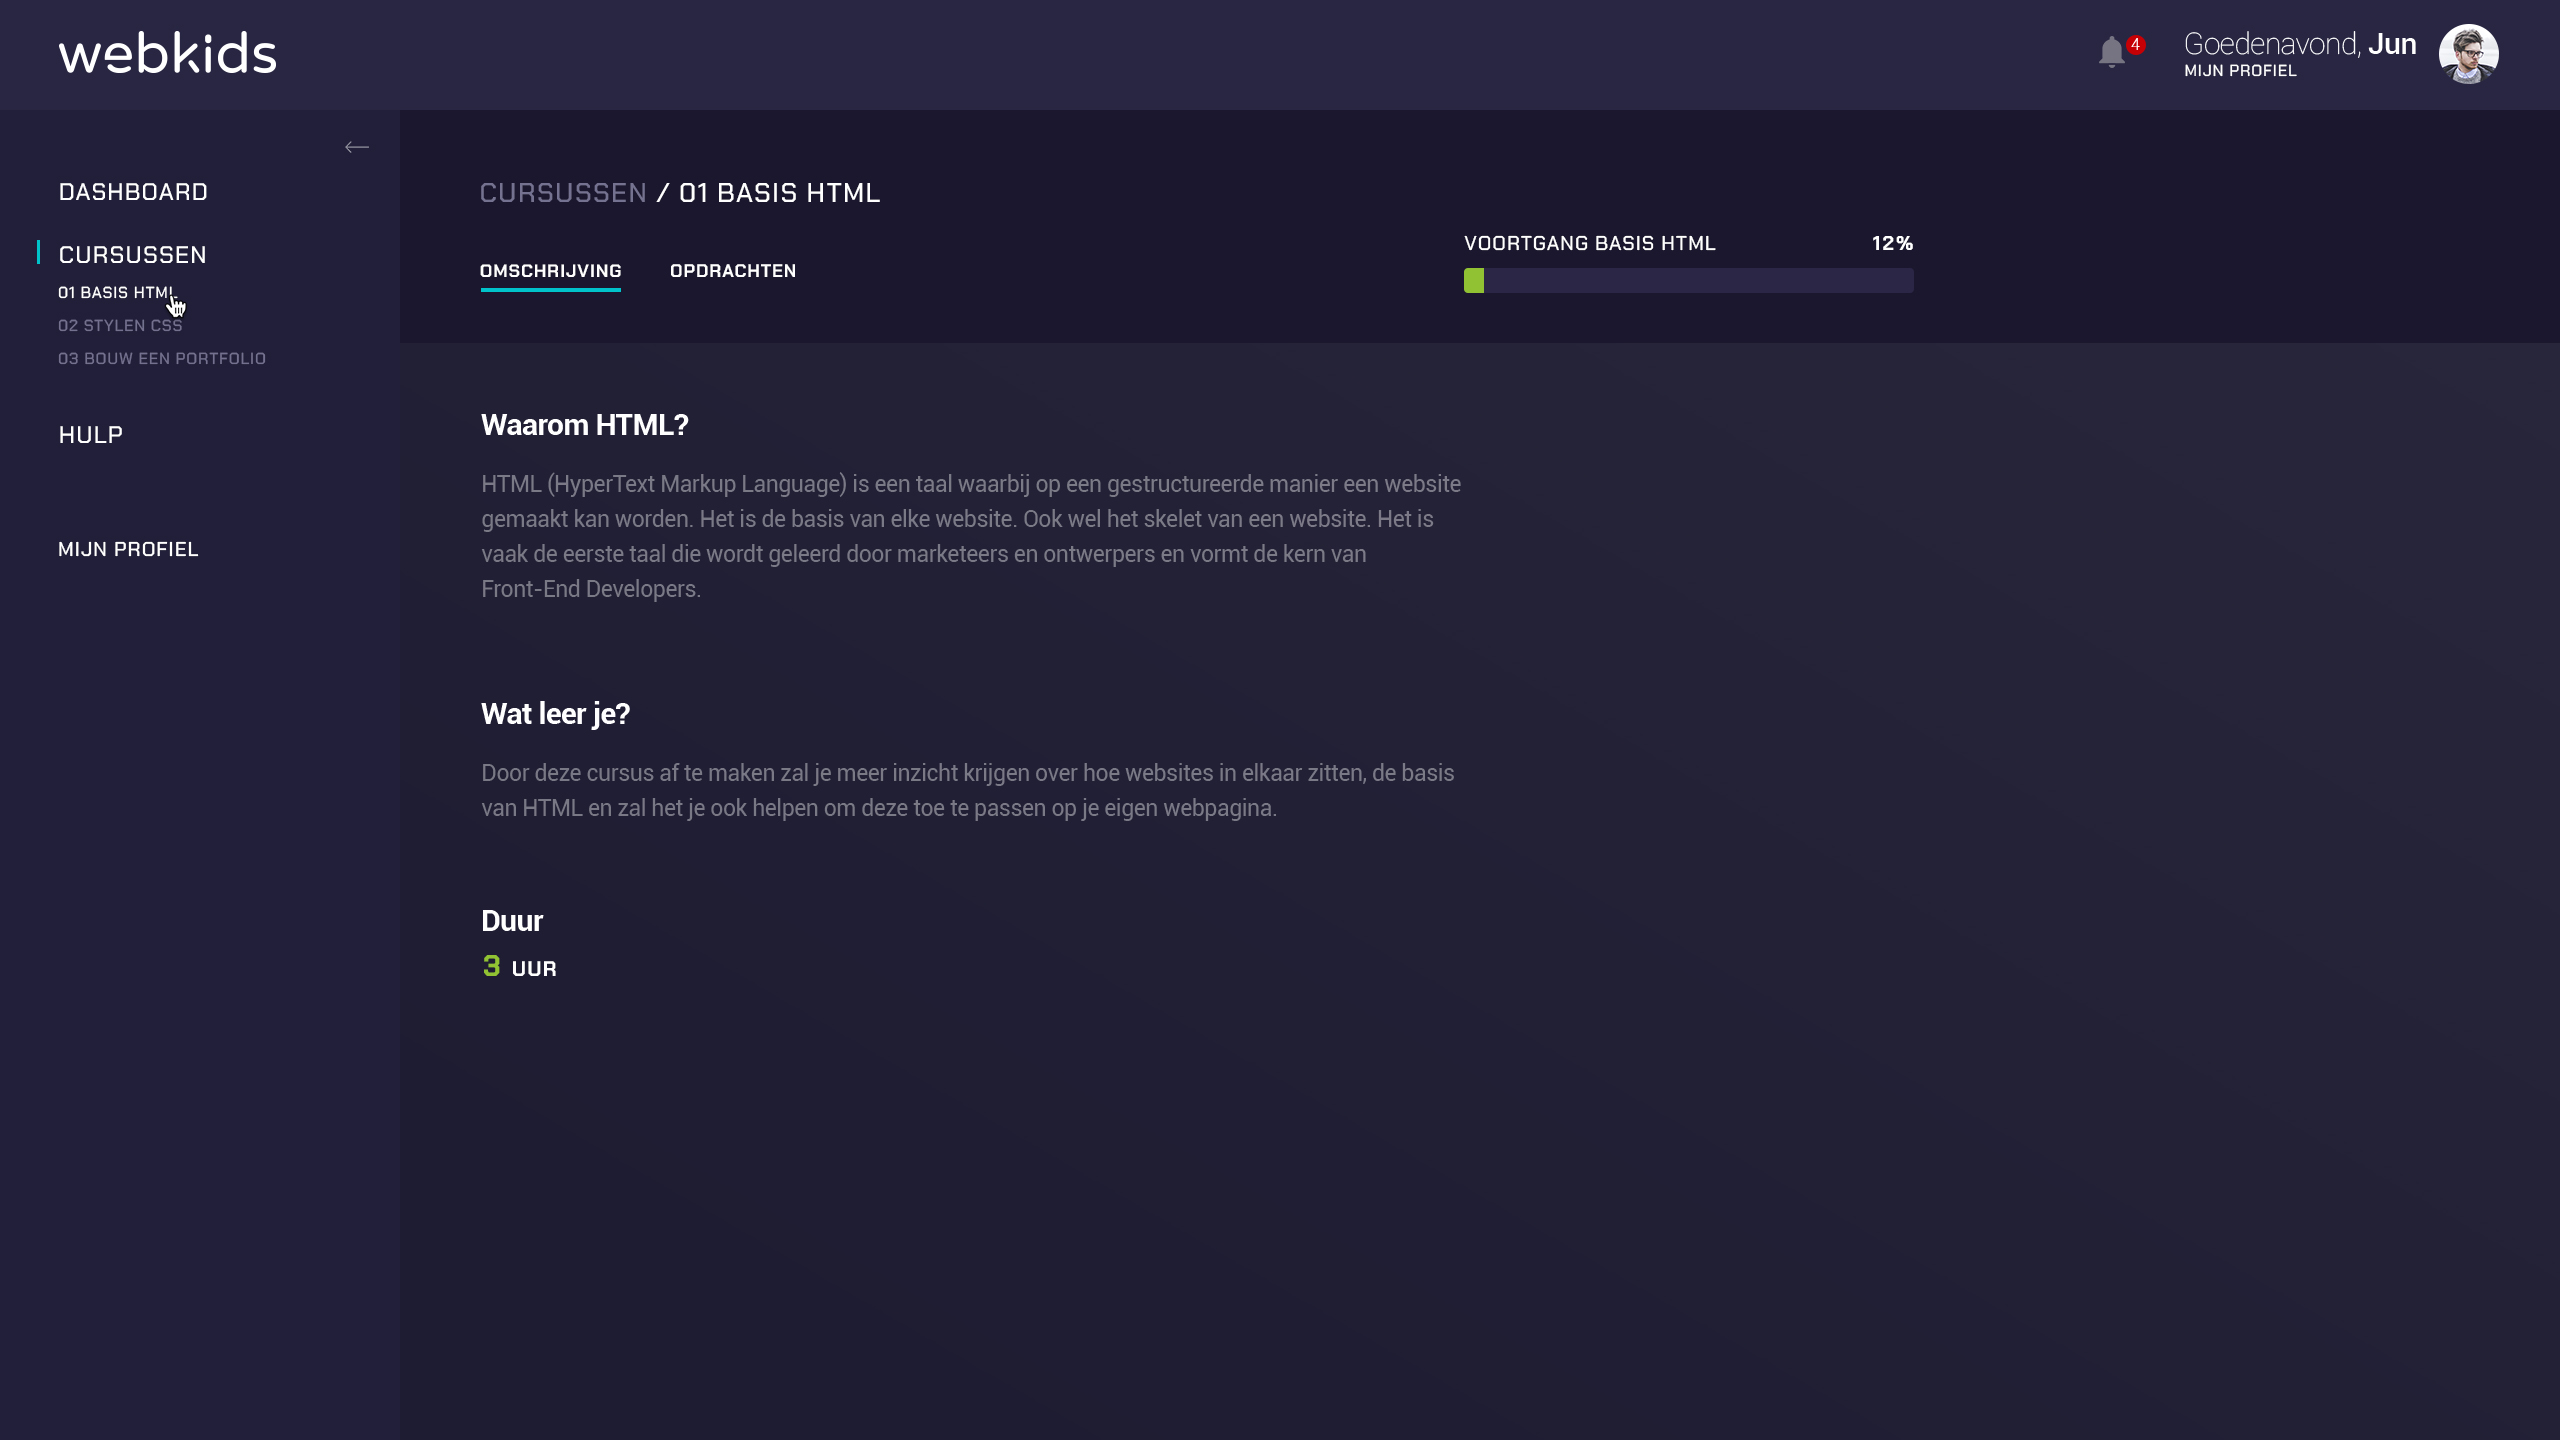 webkids
4
Goedenavond, Jun
MIJN PROFIEL
DASHBOARD
CURSUSSEN
01 BASIS HTML
02 STYLEN CSS
03 BOUW EEN PORTFOLIO
HULP
MIJN PROFIEL
CURSUSSEN / 01 BASIS HTML
OMSCHRIJVING OPDRACHTEN
VOORTGANG BASIS HTML 12%
Waarom HTML?
HTML (HyperText Markup Language) is een taal waarbij op een gestructureerde manier een website
gemaakt kan worden. Het is de basis van elke website. Ook wel het skelet van een website. Het is
vaak de eerste taal die wordt geleerd door marketeers en ontwerpers en vormt de kern van
Front-End Developers.
Wat leer je?
Door deze cursus af te maken zal je meer inzicht krijgen over hoe websites in elkaar zitten, de basis
van HTML en zal het je ook helpen om deze toe te passen op je eigen webpagina.
Duur
3 UUR